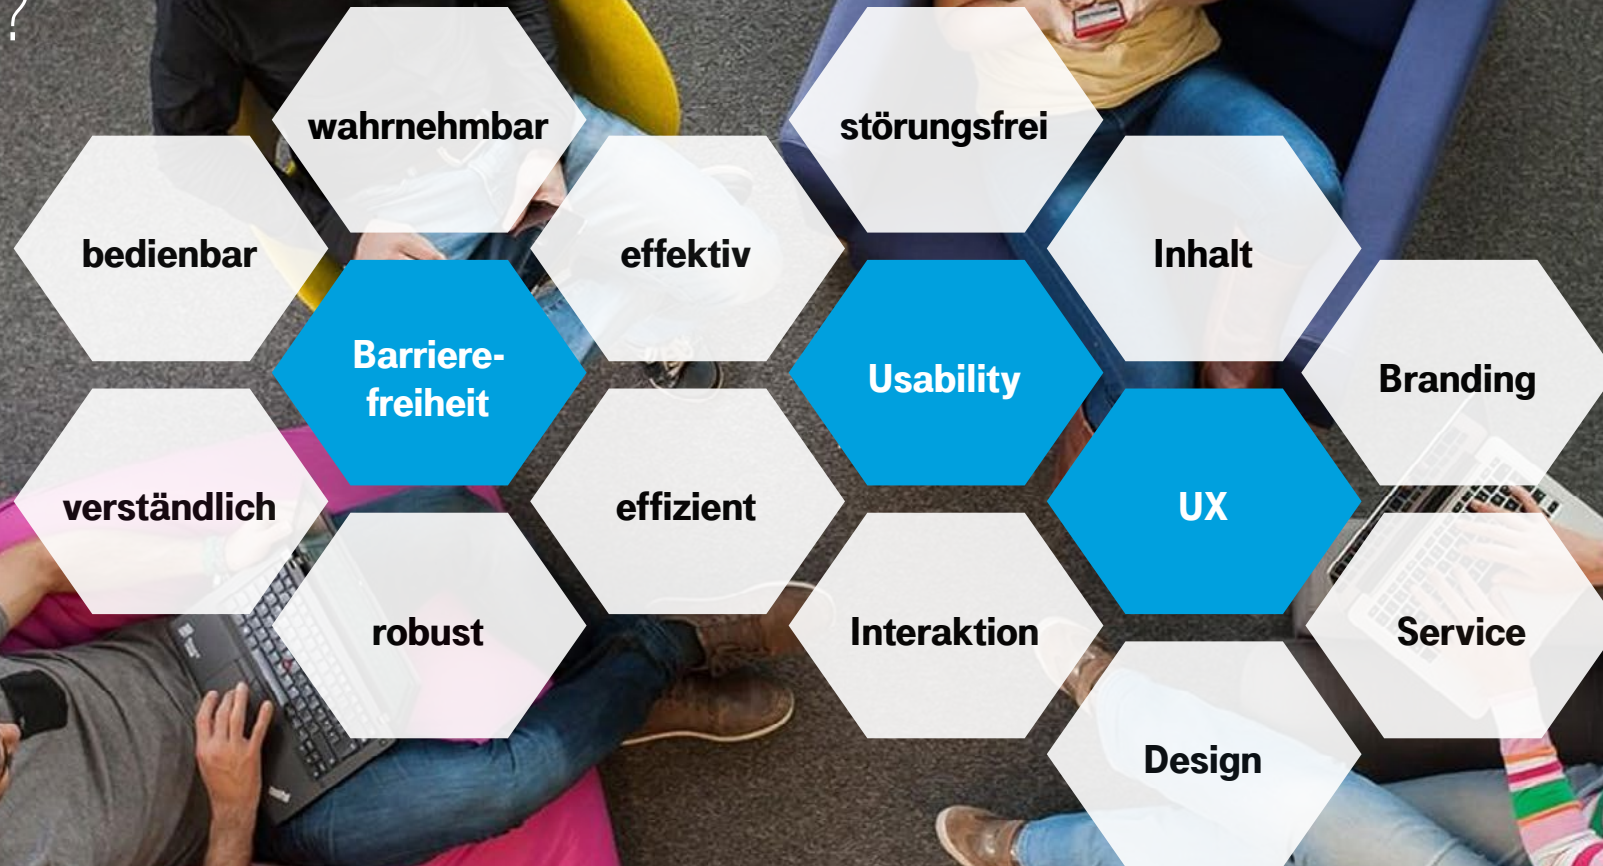 ?
wahrnehmbar
störungsfrei
bedienbar
effektiv
Inhalt
Barriere-
freiheit
Usability
Branding
verständlich
effizient
UX
robust
Interaktion
Service
Design